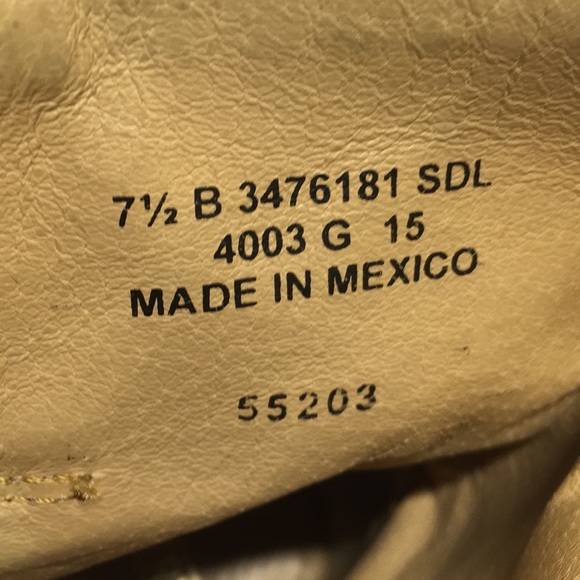 7½ B 3476181 SDL
4003 G 15
MADE IN MEXICO
55203